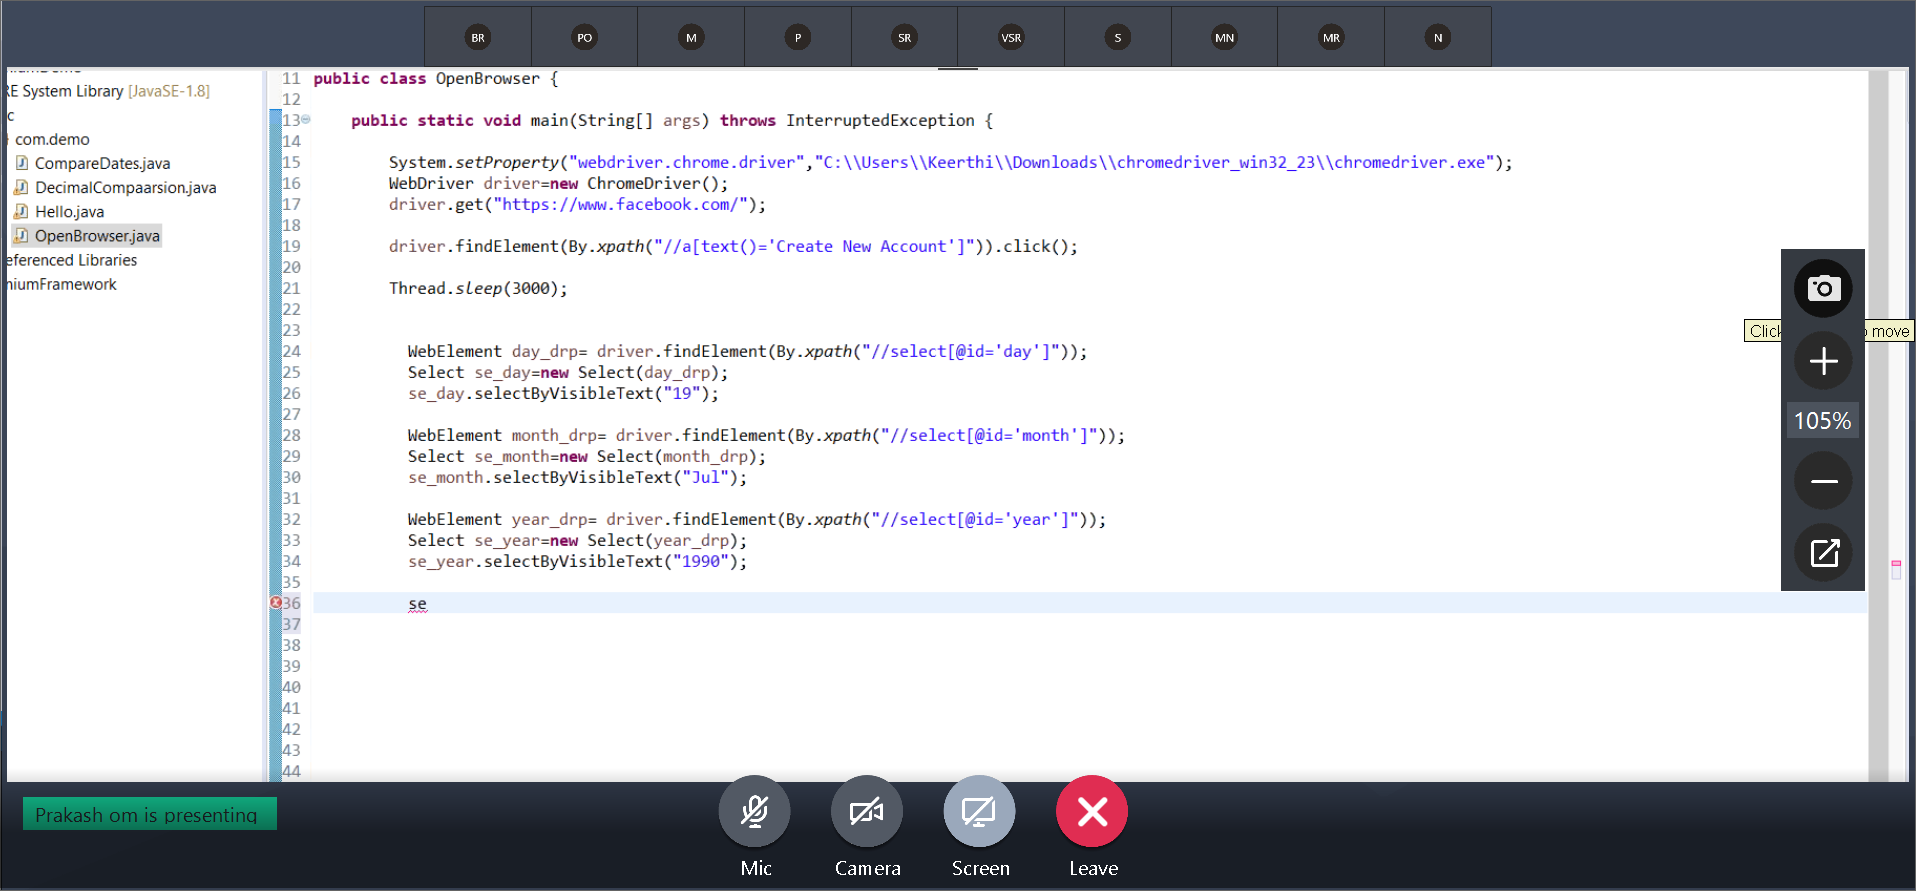 BR PO M P SR VSR S MN MR N
RE System Library [JavaSE-1.8]
c
com.demo
CompareDates.java
DecimalCompaarsion.java
Hello.java
OpenBrowser.java
eferenced Libraries
niumFramework
11 public class OpenBrowser {
12
13 public static void main(String[] args) throws InterruptedException {
14
15 System.setProperty("webdriver.chrome.driver","C:\\Users\\Keerthi\\Downloads\\chromedriver_win32_23\\chromedriver.exe");
16 WebDriver driver=new ChromeDriver();
17 driver.get("https://www.facebook.com/");
18
19 driver.findElement(By.xpath("//a[text()='Create New Account']")).click();
20
21 Thread.sleep(3000);
22
23
24 WebElement day_drp= driver.findElement(By.xpath("//select[@id='day']"));
25 Select se_day=new Select(day_drp);
26 se_day.selectByVisibleText("19");
27
28 WebElement month_drp= driver.findElement(By.xpath("//select[@id='month']"));
29 Select se_month=new Select(month_drp);
30 se_month.selectByVisibleText("Jul");
31
32 WebElement year_drp= driver.findElement(By.xpath("//select[@id='year']"));
33 Select se_year=new Select(year_drp);
34 se_year.selectByVisibleText("1990");
35
36 se
37
38
39
40
41
42
43
44
Click move
105%
Prakash om is presenting
Mic Camera Screen Leave